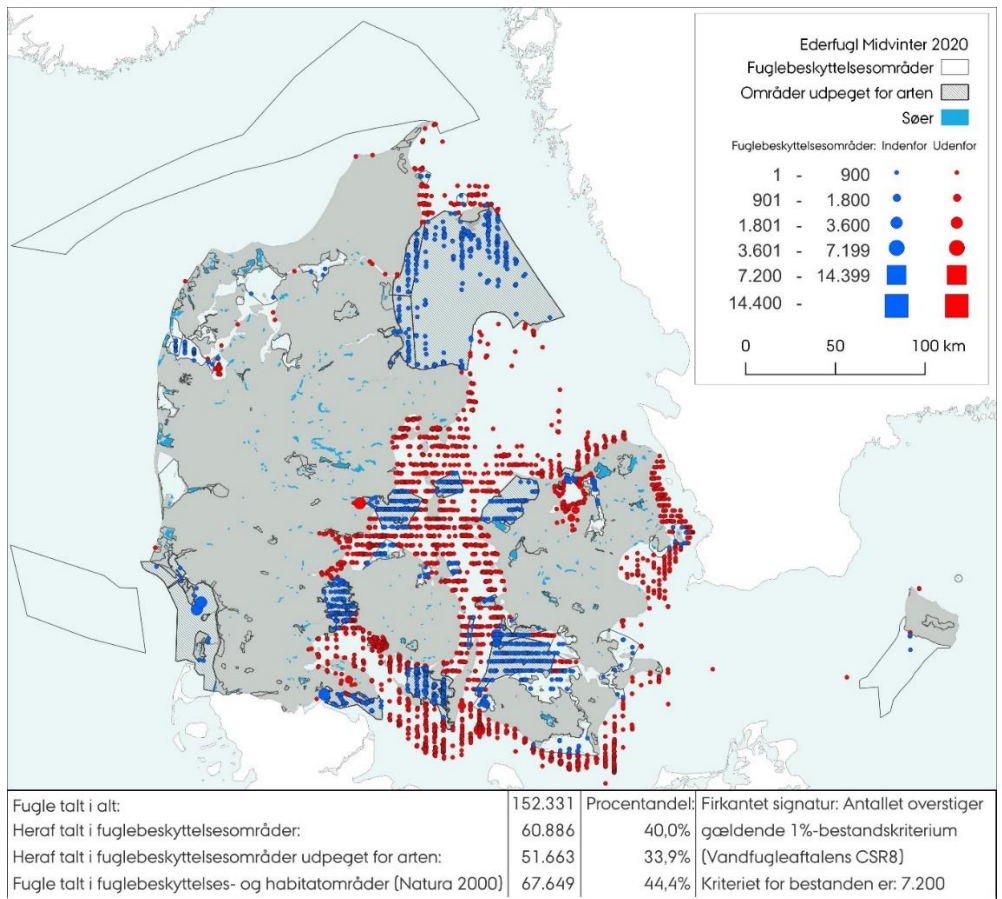 Ederfugl Midvinter 2020
Fuglebeskyttelsesområder
Områder udpeget for arten
Søer
Fuglebeskyttelsesområder: Indenfor Udenfor
1 - 900
901 - 1.800
1.801 - 3.600
3.601 - 7.199
7.200 - 14.399
14.400 -
0 50 100 km
Fugle talt i alt: 152.331 Procentandel: Firkantet signatur: Antallet overstiger
Heraf talt i fuglebeskyttelsesområder: 60.886 40,0% gældende 1%-bestandskriterium
Heraf talt i fuglebeskyttelsesområder udpeget for arten: 51.663 33,9% (Vandfugleaftalens CSR8)
Fugle talt i fuglebeskyttelses- og habitatområder (Natura 2000) 67.649 44,4% Kriteriet for bestanden er: 7.200